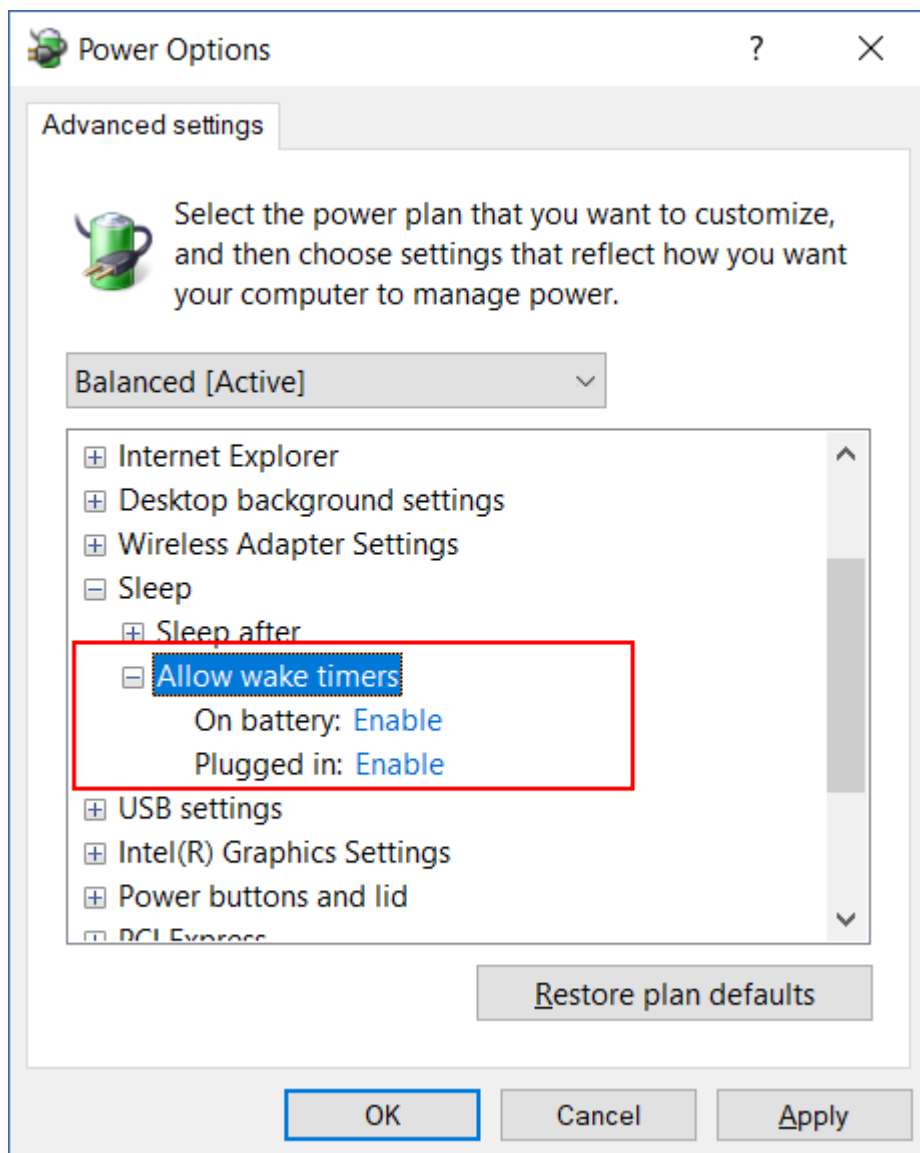 Power Options
?
Advanced settings
Select the power plan that you want to customize,
and then choose settings that reflect how you want
your computer to manage power.
Balanced [Active]
Internet Explorer
Desktop background settings
Wireless Adapter Settings
Sleep
Sleep after
Allow wake timers
On battery: Enable
Plugged in: Enable
USB settings
Intel(R) Graphics Settings
Power buttons and lid
PCI Express
Restore plan defaults
OK Cancel Apply